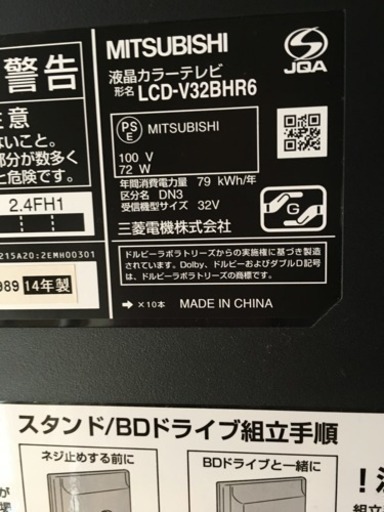 警告
注意
ないこと。
部分が数多く
と危険です。
2.4FH1
215A20:2EMH00301
989 14年製
MITSUBISHI
液晶カラーテレビ
形名 LCD-V32BHR6
JQA
PS
E
MITSUBISHI
100 V
72 W
年間消費電力量 79 kWh/年
区分名 DN3
受信機型サイズ 32V
三菱電機株式会社
G
ドルビーラボラトリーズからの実施権に基づき製造
されています。Dolby、ドルビーおよびダブルD記号
は、ドルビーラボラトリーズの商標です。
→ ×10本
MADE IN CHINA
スタンド/BDドライブ組立手順
ネジ止めする前に
BDドライブと一緒に